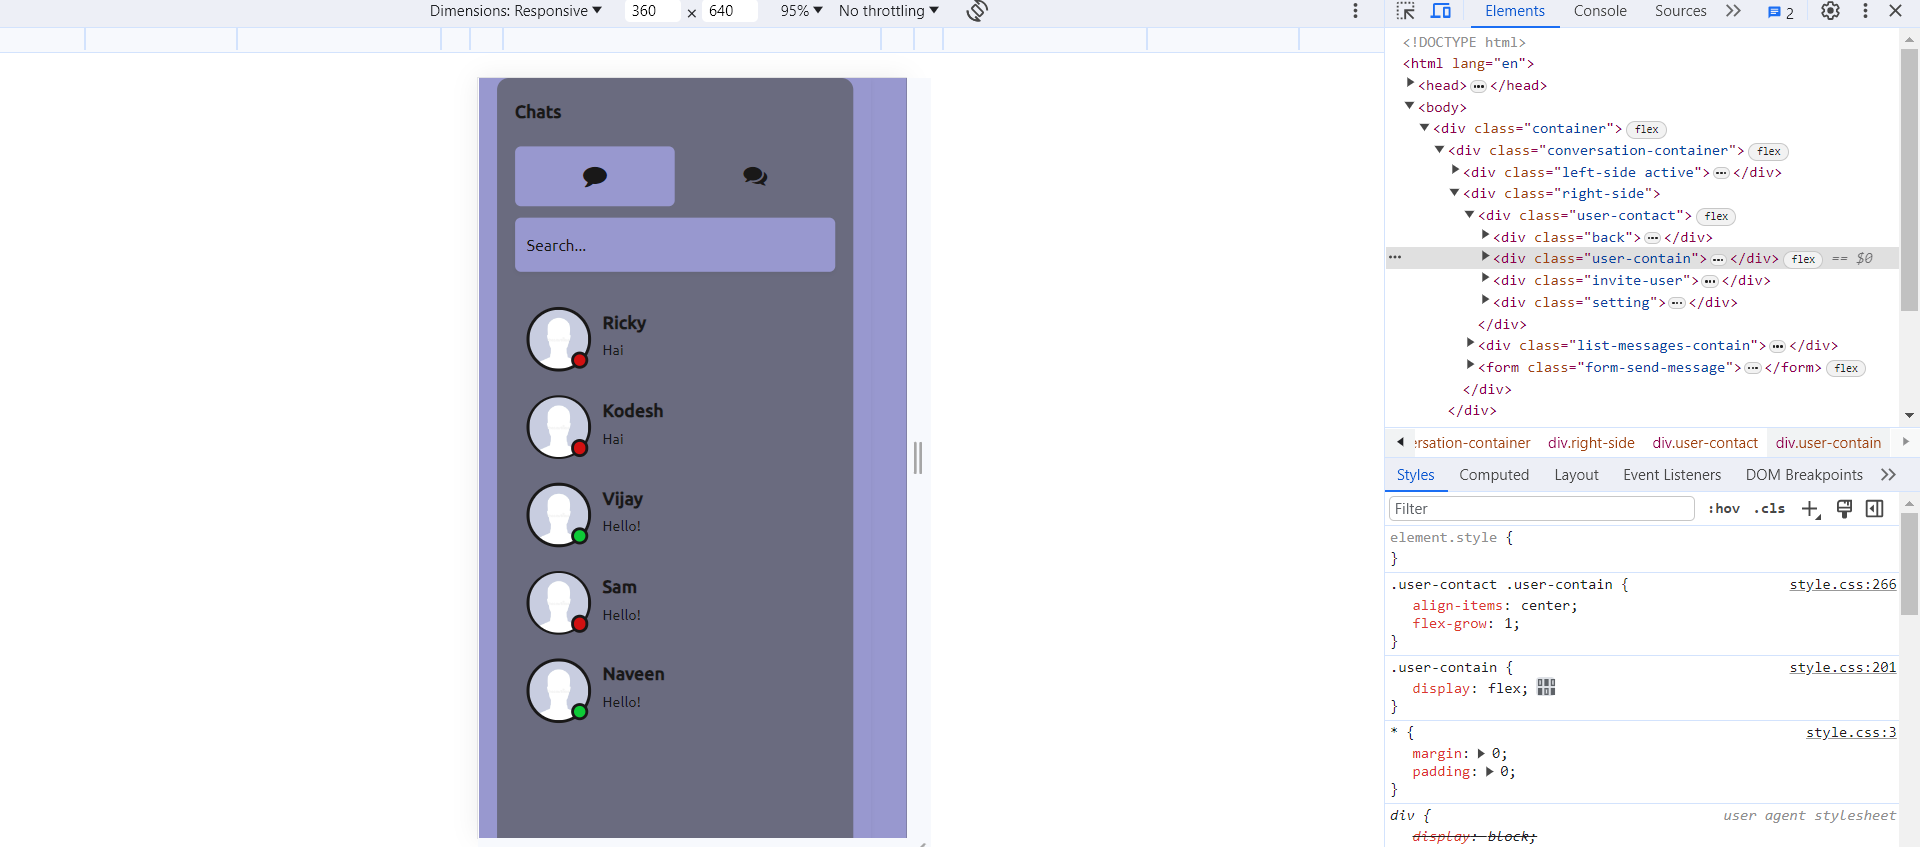 Dimensions: Responsive 360 × 640 95% No throttling
Elements Console Sources 2
Chats
Search...
Ricky
Hai
Kodesh
Hai
Vijay
Hello!
Sam
Hello!
Naveen
Hello!
<!DOCTYPE html>
<html lang="en">
<head> ••• </head>
<body>
<div class="container"> flex
<div class="conversation-container"> flex
<div class="left-side active"> ••• </div>
<div class="right-side">
<div class="user-contact"> flex
<div class="back"> ••• </div>
••• <div class="user-contain"> ••• </div> flex == $0
<div class="invite-user"> ••• </div>
<div class="setting"> ••• </div>
</div>
<div class="list-messages-contain"> ••• </div>
<form class="form-send-message"> ••• </form> flex
</div>
</div>
ersation-container div.right-side div.user-contact div.user-contain
Styles Computed Layout Event Listeners DOM Breakpoints
Filter :hov .cls
element.style {
}
.user-contact .user-contain { style.css:266
align-items: center;
flex-grow: 1;
}
.user-contain { style.css:201
display: flex;
}
* { style.css:3
margin: 0;
padding: 0;
}
div { user agent stylesheet
display: block;